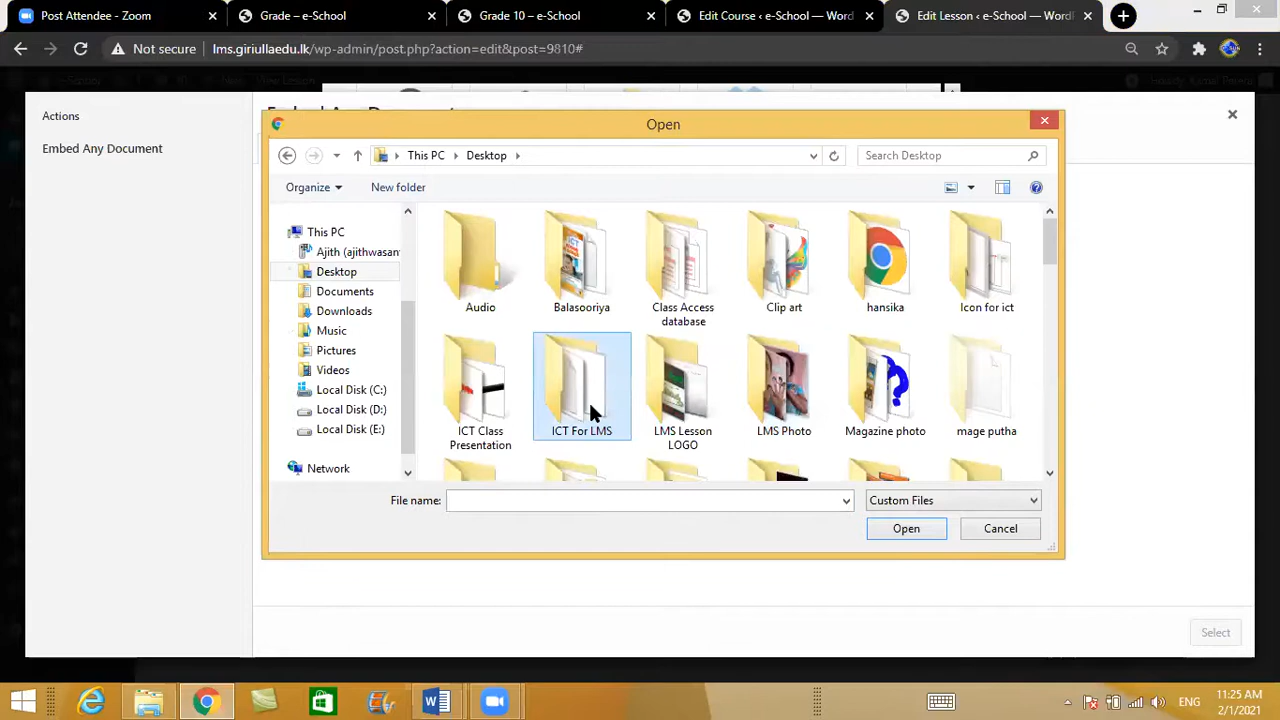 Post Attendee - Zoom
Grade – e-School
Grade 10 – e-School
Edit Course ‹ e-School — Word
Edit Lesson ‹ e-School — Wordi
Not secure
lms.giriullaedu.lk/wp-admin/post.php?action=edit&post=9810#
Actions
Embed Any Document
Open
This PC
Desktop
Search Desktop
Organize
New folder
This PC
Ajith (ajithwasan
Desktop
Documents
Downloads
Music
Pictures
Videos
Local Disk (C:)
Local Disk (D:)
Local Disk (E:)
Network
Audio
Balasooriya
Class Access
database
Clip art
hansika
Icon for ict
ICT Class
Presentation
ICT For LMS
LMS Lesson
LOGO
LMS Photo
Magazine photo
mage putha
File name:
Custom Files
Open
Cancel
Select
ENG
11:25 AM
2/1/2021